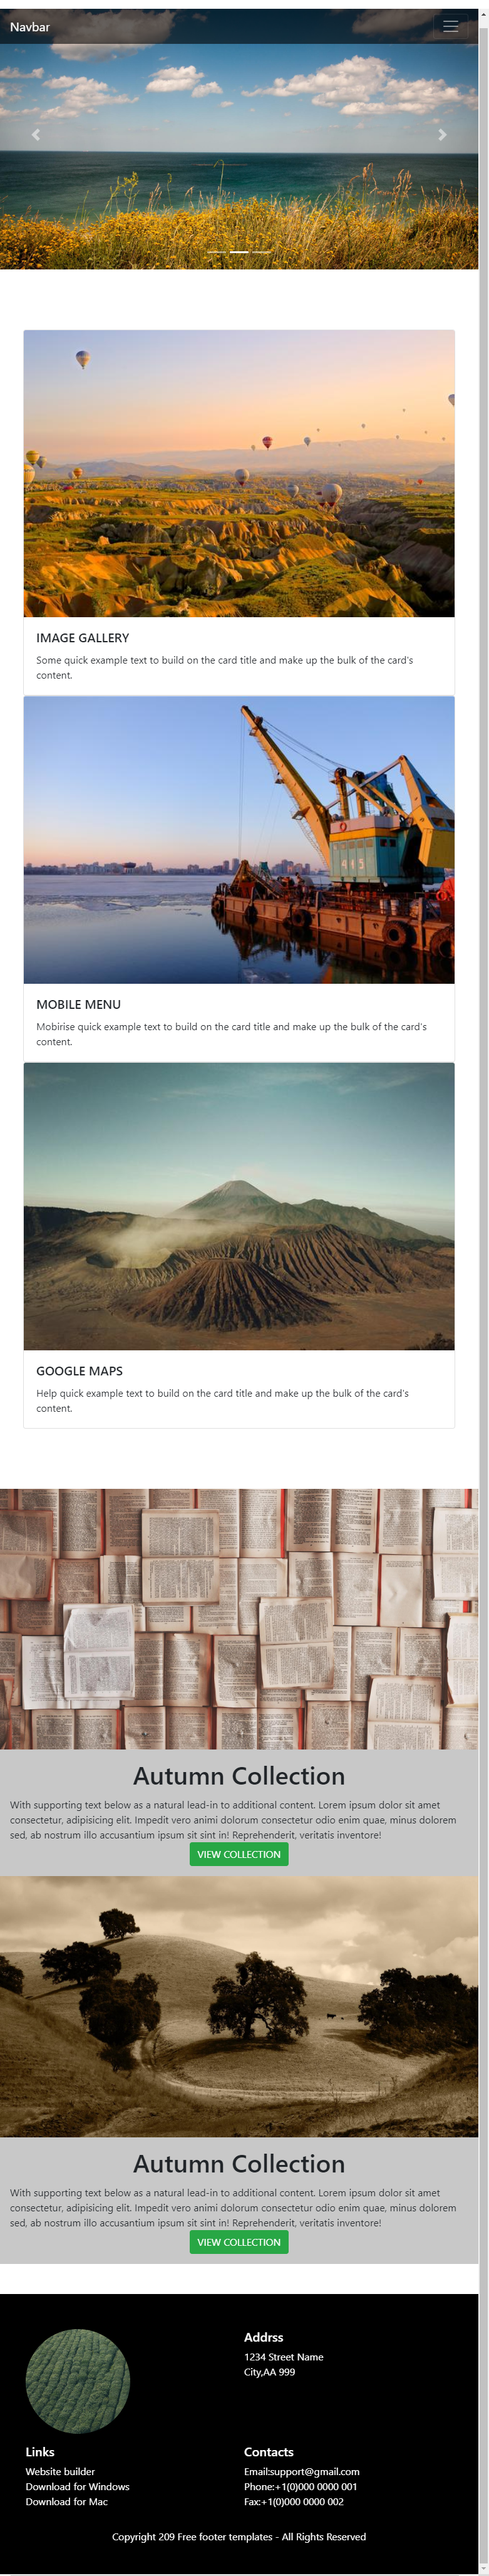 Navbar
IMAGE GALLERY
Some quick example text to build on the card title and make up the bulk of the card's
content.
MOBILE MENU
Mobirise quick example text to build on the card title and make up the bulk of the card's
content.
GOOGLE MAPS
Help quick example text to build on the card title and make up the bulk of the card's
content.
Autumn Collection
With supporting text below as a natural lead-in to additional content. Lorem ipsum dolor sit amet
consectetur, adipisicing elit. Impedit vero animi dolorum consectetur odio enim quae, minus dolorem
sed, ab nostrum illo accusantium ipsum sit sint in! Reprehenderit, veritatis inventore!
VIEW COLLECTION
Autumn Collection
With supporting text below as a natural lead-in to additional content. Lorem ipsum dolor sit amet
consectetur, adipisicing elit. Impedit vero animi dolorum consectetur odio enim quae, minus dolorem
sed, ab nostrum illo accusantium ipsum sit sint in! Reprehenderit, veritatis inventore!
VIEW COLLECTION
Addrss
1234 Street Name
City,AA 999
Links
Website builder
Download for Windows
Download for Mac
Contacts
Email:support@gmail.com
Phone:+1(0)000 0000 001
Fax:+1(0)000 0000 002
Copyright 209 Free footer templates - All Rights Reserved